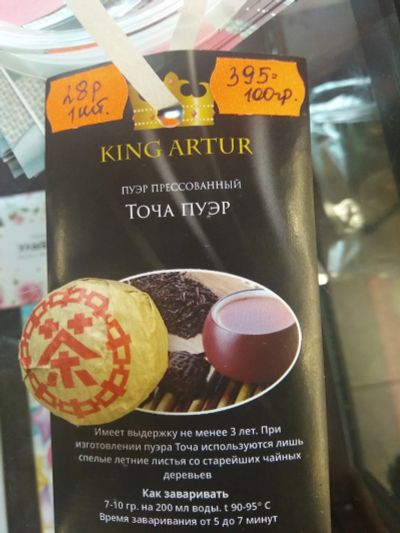 28р
1шт.
395=
100гр.
KING ARTUR
ПУЭР ПРЕССОВАННЫЙ
ТОЧА ПУЭР
茶
Имеет выдержку не менее 3 лет. При
изготовлении пуэра Точа используются лишь
спелые летние листья со старейших чайных
деревьев
Как заваривать
7-10 гр. на 200 мл воды. t 90-95° С
Время заваривания от 5 до 7 минут